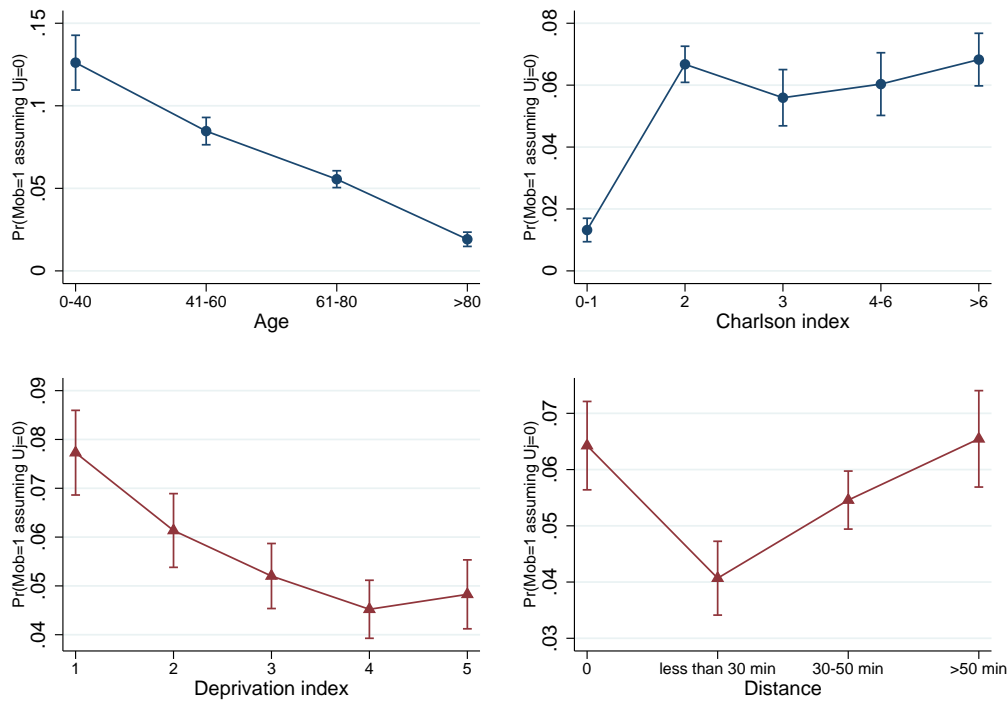 Pr(Mob=1 assuming Uj=0)
.15
.1
.05
0
0-40 41-60 61-80 >80
Age
Pr(Mob=1 assuming Uj=0)
.08
.06
.04
.02
0
0-1 2 3 4-6 >6
Charlson index
Pr(Mob=1 assuming Uj=0)
.09
.08
.07
.06
.05
.04
1 2 3 4 5
Deprivation index
Pr(Mob=1 assuming Uj=0)
.07
.06
.05
.04
.03
0 less than 30 min 30-50 min >50 min
Distance